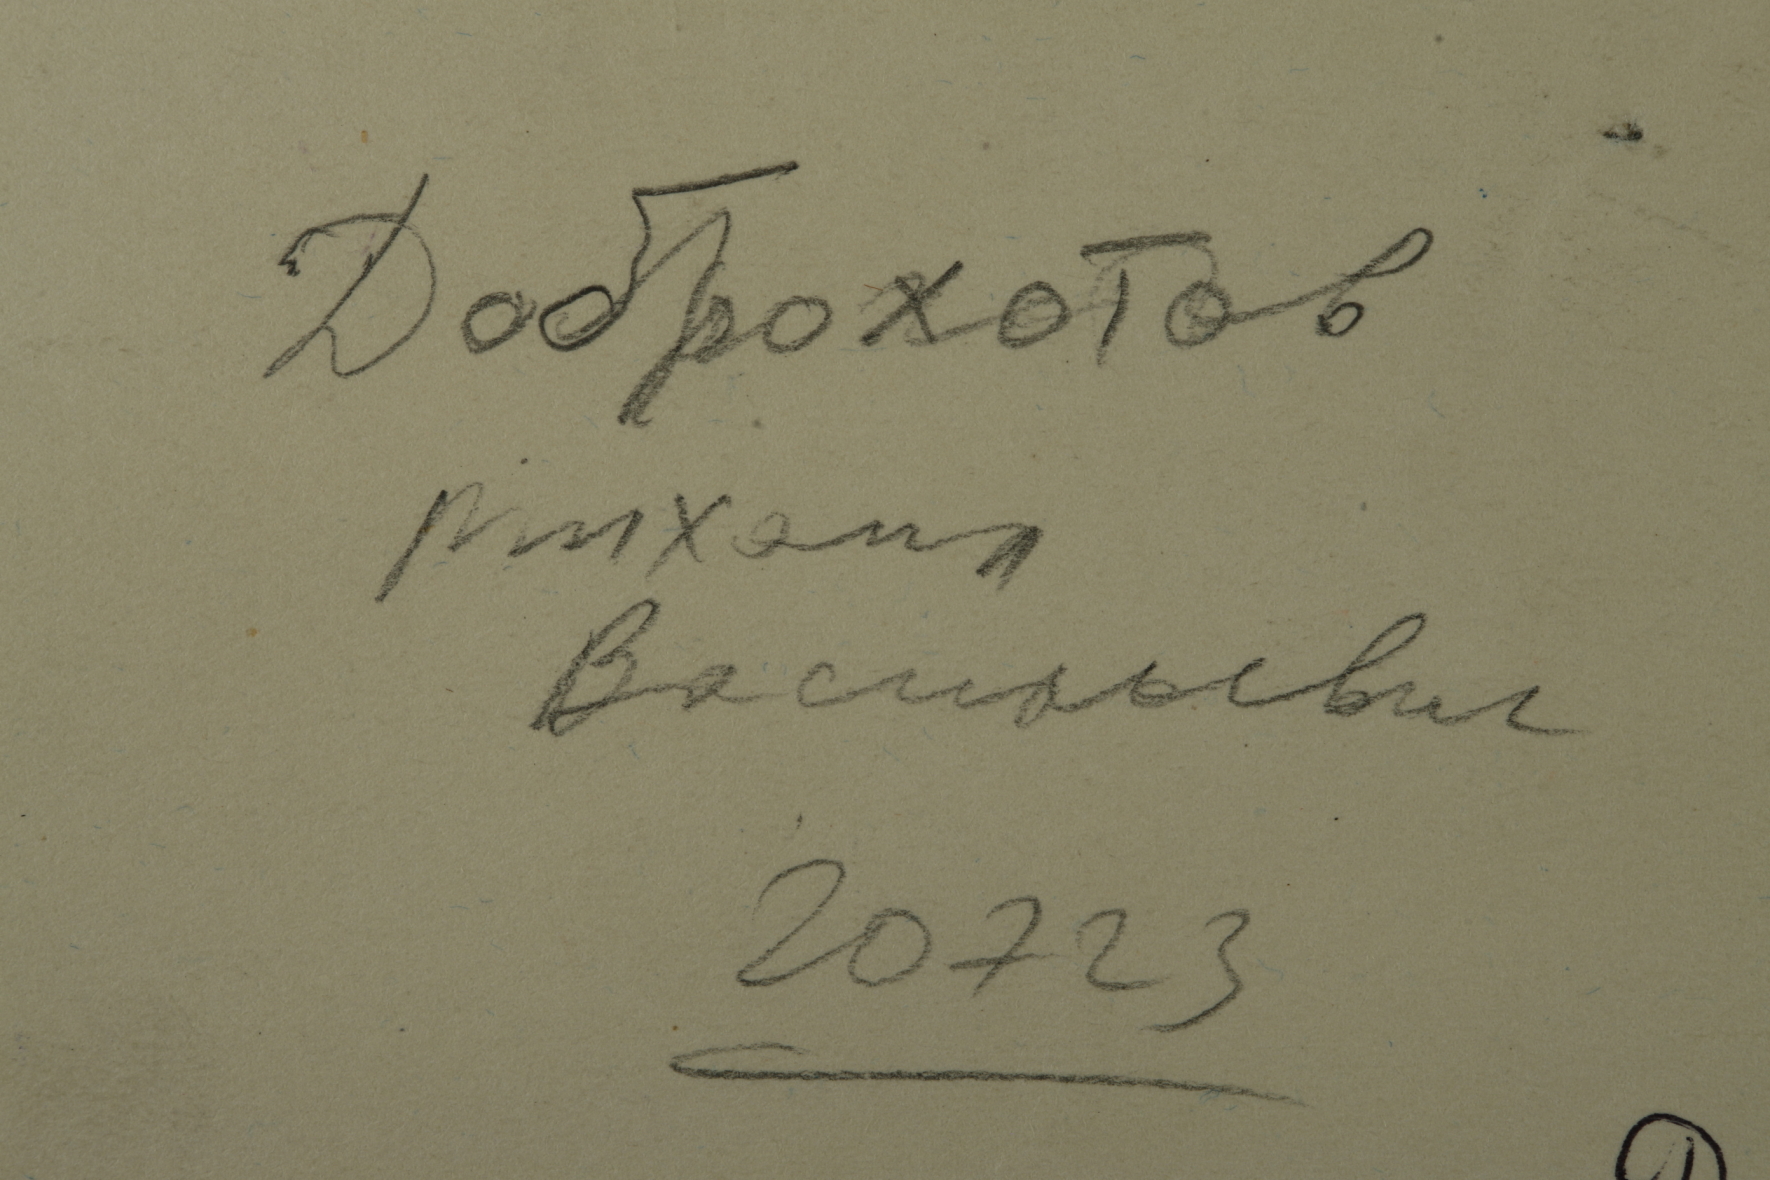 Доброхотов
Михаил
Васильевич
20723